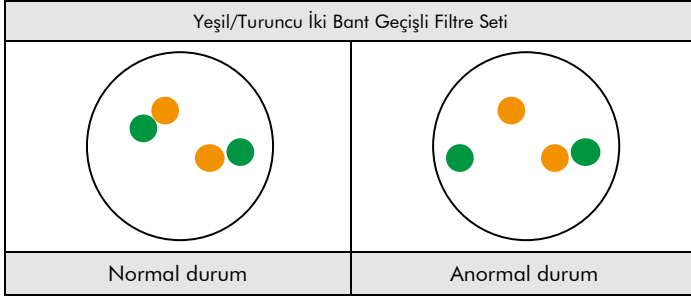 Yeşil/Turuncu İki Bant Geçişli Filtre Seti
Normal durum
Anormal durum